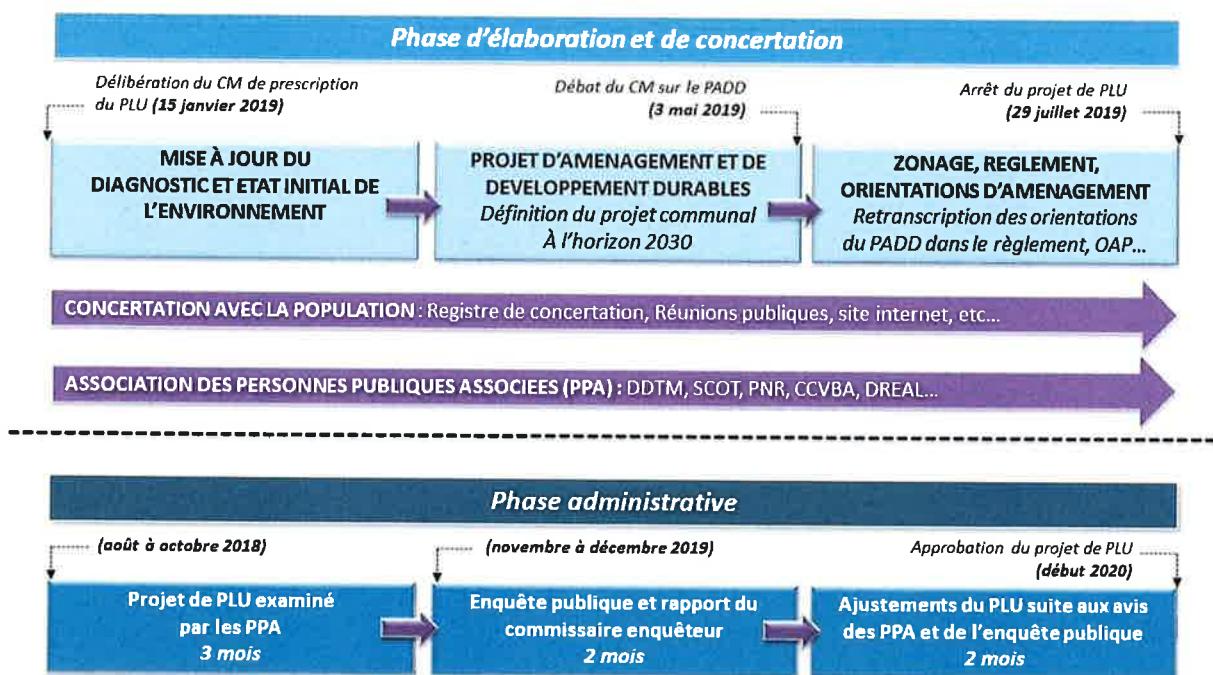 Phase d'élaboration et de concertation
Délibération du CM de prescription
du PLU (15 janvier 2019)
Débat du CM sur le PADD
(3 mai 2019)
Arrêt du projet de PLU
(29 juillet 2019)
MISE À JOUR DU
DIAGNOSTIC ET ETAT INITIAL DE
L'ENVIRONNEMENT
PROJET D'AMENAGEMENT ET DE
DEVELOPPEMENT DURABLES
Définition du projet communal
À l'horizon 2030
ZONAGE, REGLEMENT,
ORIENTATIONS D'AMENAGEMENT
Retranscription des orientations
du PADD dans le règlement, OAP...
CONCERTATION AVEC LA POPULATION : Registre de concertation, Réunions publiques, site internet, etc...
ASSOCIATION DES PERSONNES PUBLIQUES ASSOCIEES (PPA) : DDTM, SCOT, PNR, CCVBA, DREAL...
Phase administrative
(août à octobre 2018)
(novembre à décembre 2019)
Approbation du projet de PLU
(début 2020)
Projet de PLU examiné
par les PPA
3 mois
Enquête publique et rapport du
commissaire enquêteur
2 mois
Ajustements du PLU suite aux avis
des PPA et de l'enquête publique
2 mois